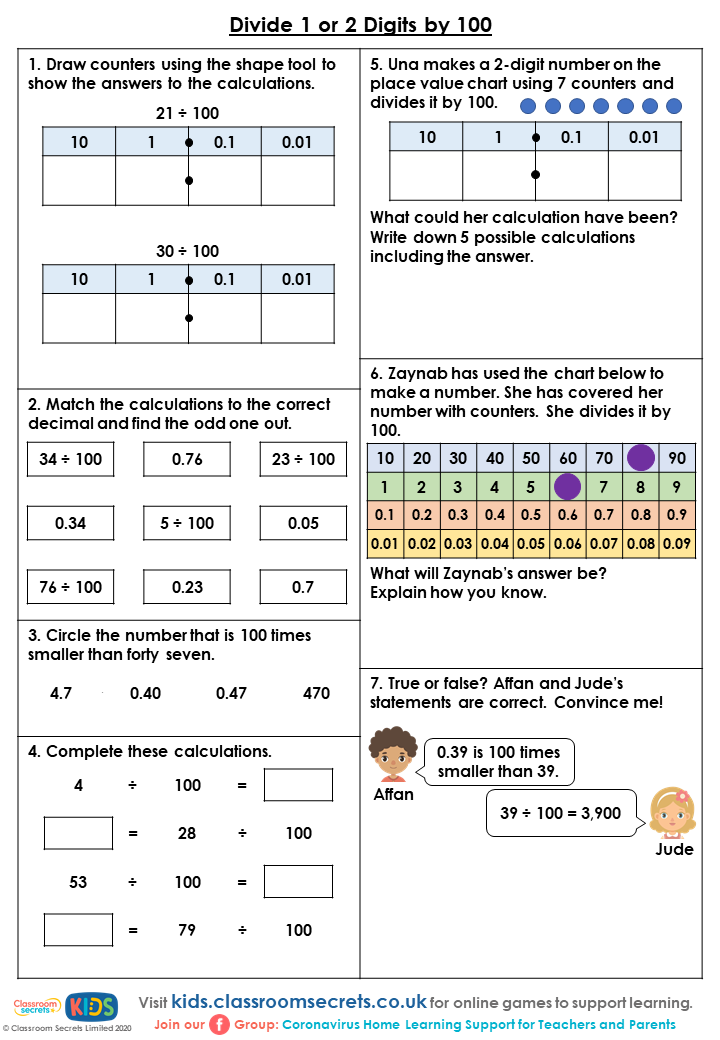 Divide 1 or 2 Digits by 100
1. Draw counters using the shape tool to
show the answers to the calculations.
21 ÷ 100
10 1 0.1 0.01
30 ÷ 100
10 1 0.1 0.01
2. Match the calculations to the correct
decimal and find the odd one out.
34 ÷ 100 0.76 23 ÷ 100
0.34 5 ÷ 100 0.05
76 ÷ 100 0.23 0.7
3. Circle the number that is 100 times
smaller than forty seven.
4.7 0.40 0.47 470
4. Complete these calculations.
4 ÷ 100 =
= 28 ÷ 100
53 ÷ 100 =
= 79 ÷ 100
5. Una makes a 2-digit number on the
place value chart using 7 counters and
divides it by 100.
10 1 0.1 0.01
What could her calculation have been?
Write down 5 possible calculations
including the answer.
6. Zaynab has used the chart below to
make a number. She has covered her
number with counters. She divides it by
100.
10 20 30 40 50 60 70 90
1 2 3 4 5 7 8 9
0.1 0.2 0.3 0.4 0.5 0.6 0.7 0.8 0.9
0.01 0.02 0.03 0.04 0.05 0.06 0.07 0.08 0.09
What will Zaynab's answer be?
Explain how you know.
7. True or false? Affan and Jude's
statements are correct. Convince me!
0.39 is 100 times
smaller than 39.
Affan
39 ÷ 100 = 3,900
Jude
Classroom
secrets
KIDS
© Classroom Secrets Limited 2020
Visit kids.classroomsecrets.co.uk for online games to support learning.
Join our f Group: Coronavirus Home Learning Support for Teachers and Parents